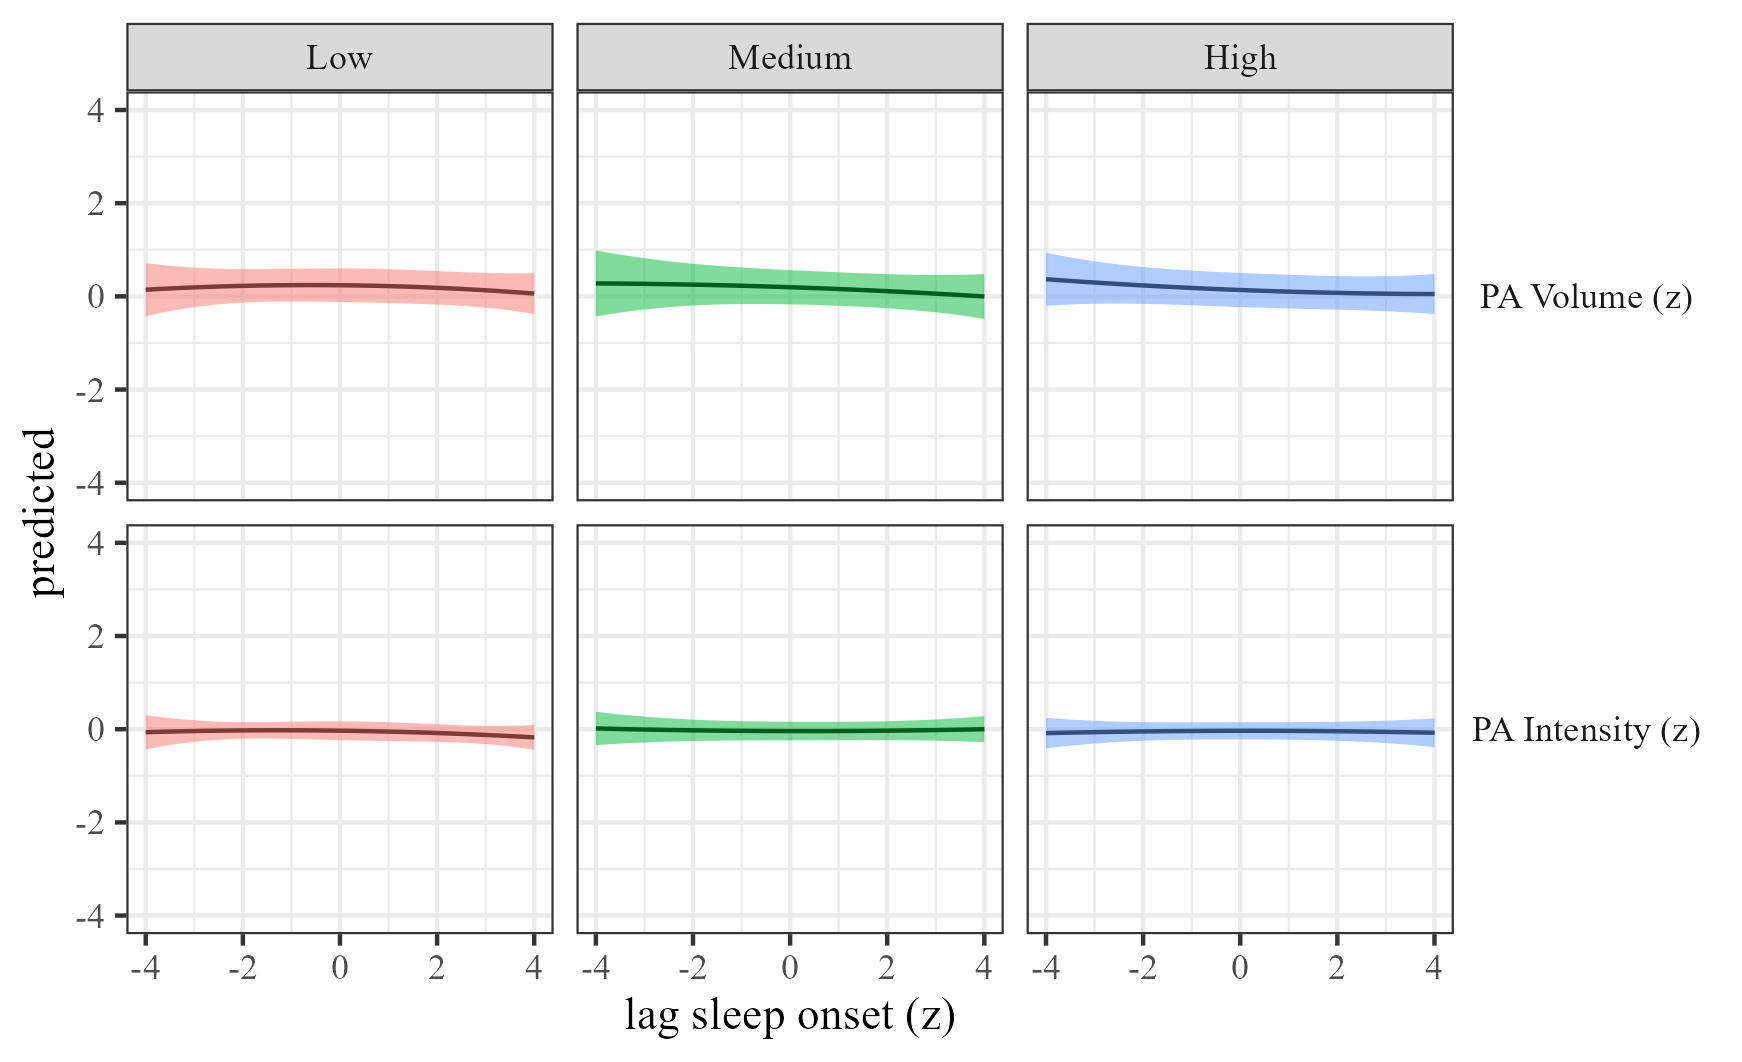 Low Medium High
4
2
0
-2
-4
PA Volume (z)
predicted
4
2
0
-2
-4
PA Intensity (z)
-4 -2 0 2 4 -4 -2 0 2 4 -4 -2 0 2 4
lag sleep onset (z)